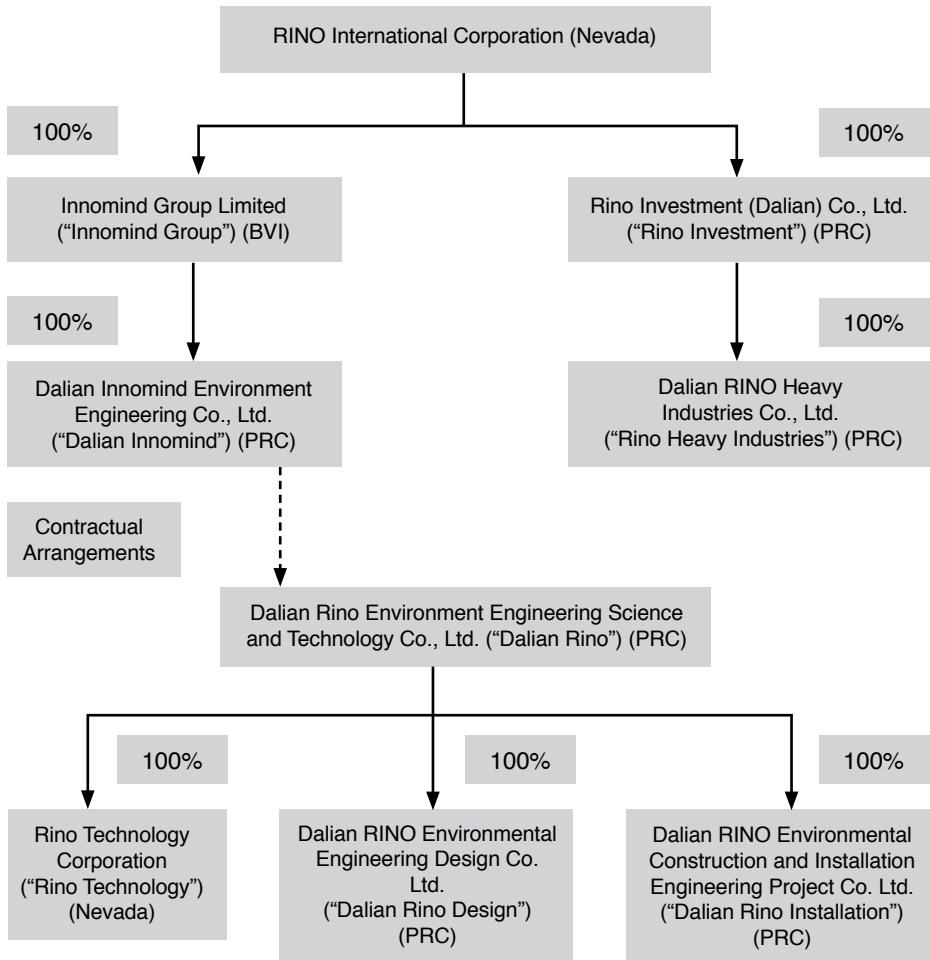 RINO International Corporation (Nevada)
100%
100%
Innomind Group Limited
(“Innomind Group”) (BVI)
Rino Investment (Dalian) Co., Ltd.
(“Rino Investment”) (PRC)
100%
100%
Dalian Innomind Environment
Engineering Co., Ltd.
(“Dalian Innomind”) (PRC)
Dalian RINO Heavy
Industries Co., Ltd.
(“Rino Heavy Industries”) (PRC)
Contractual
Arrangements
Dalian Rino Environment Engineering Science
and Technology Co., Ltd. (“Dalian Rino”) (PRC)
100%
100%
100%
Rino Technology
Corporation
(“Rino Technology”)
(Nevada)
Dalian RINO Environmental
Engineering Design Co.
Ltd.
(“Dalian Rino Design”)
(PRC)
Dalian RINO Environmental
Construction and Installation
Engineering Project Co. Ltd.
(“Dalian Rino Installation”)
(PRC)